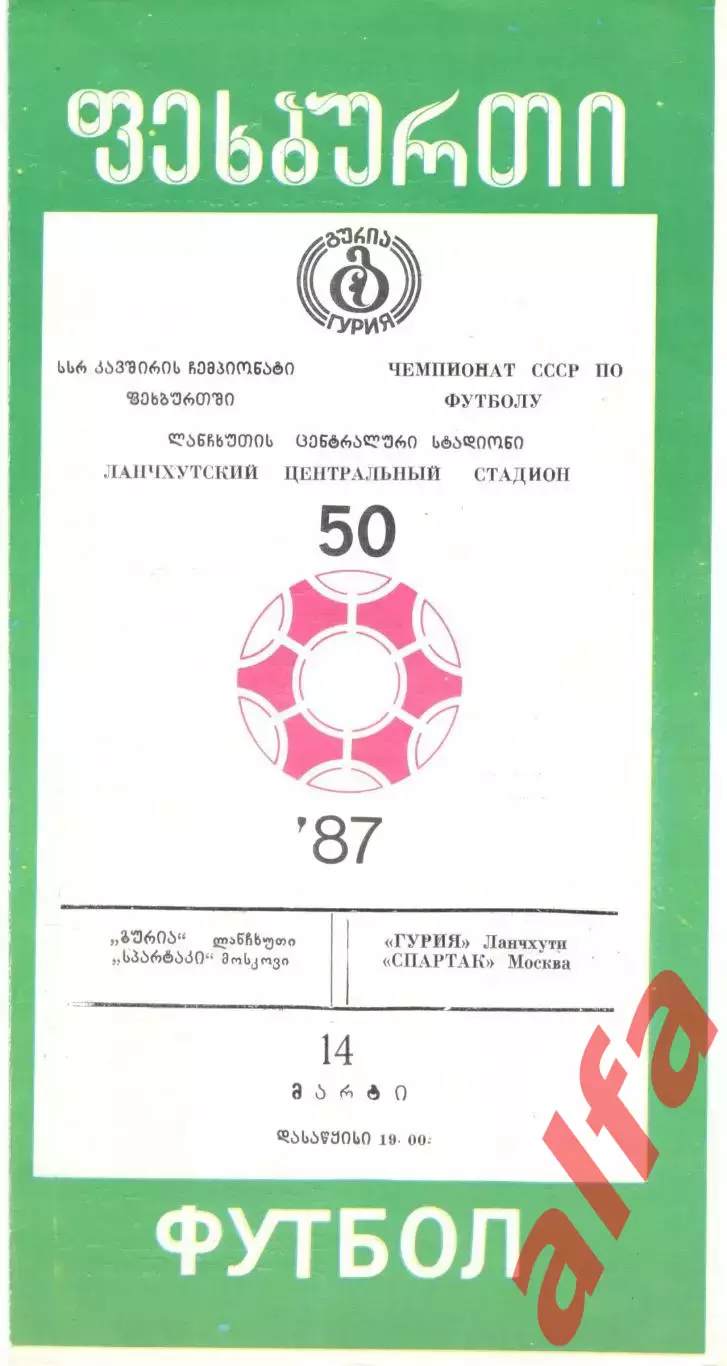 ფეხბურთი
გურია
ГУРИЯ
სსრ კავშირის ჩემპიონატი
ფეხბურთში
ЧЕМПИОНАТ СССР ПО
ФУТБОЛУ
ლანჩხუთის ცენტრალური სტადიონი
ЛАНЧХУТСКИЙ ЦЕНТРАЛЬНЫЙ СТАДИОН
50
'87
„გურია“ ლანჩხუთი
„სპარტაკი“ მოსკოვი
«ГУРИЯ» Ланчхути
«СПАРТАК» Москва
14
მარტი
დასაწყისი 19.00.
ФУТБОЛ
alfa